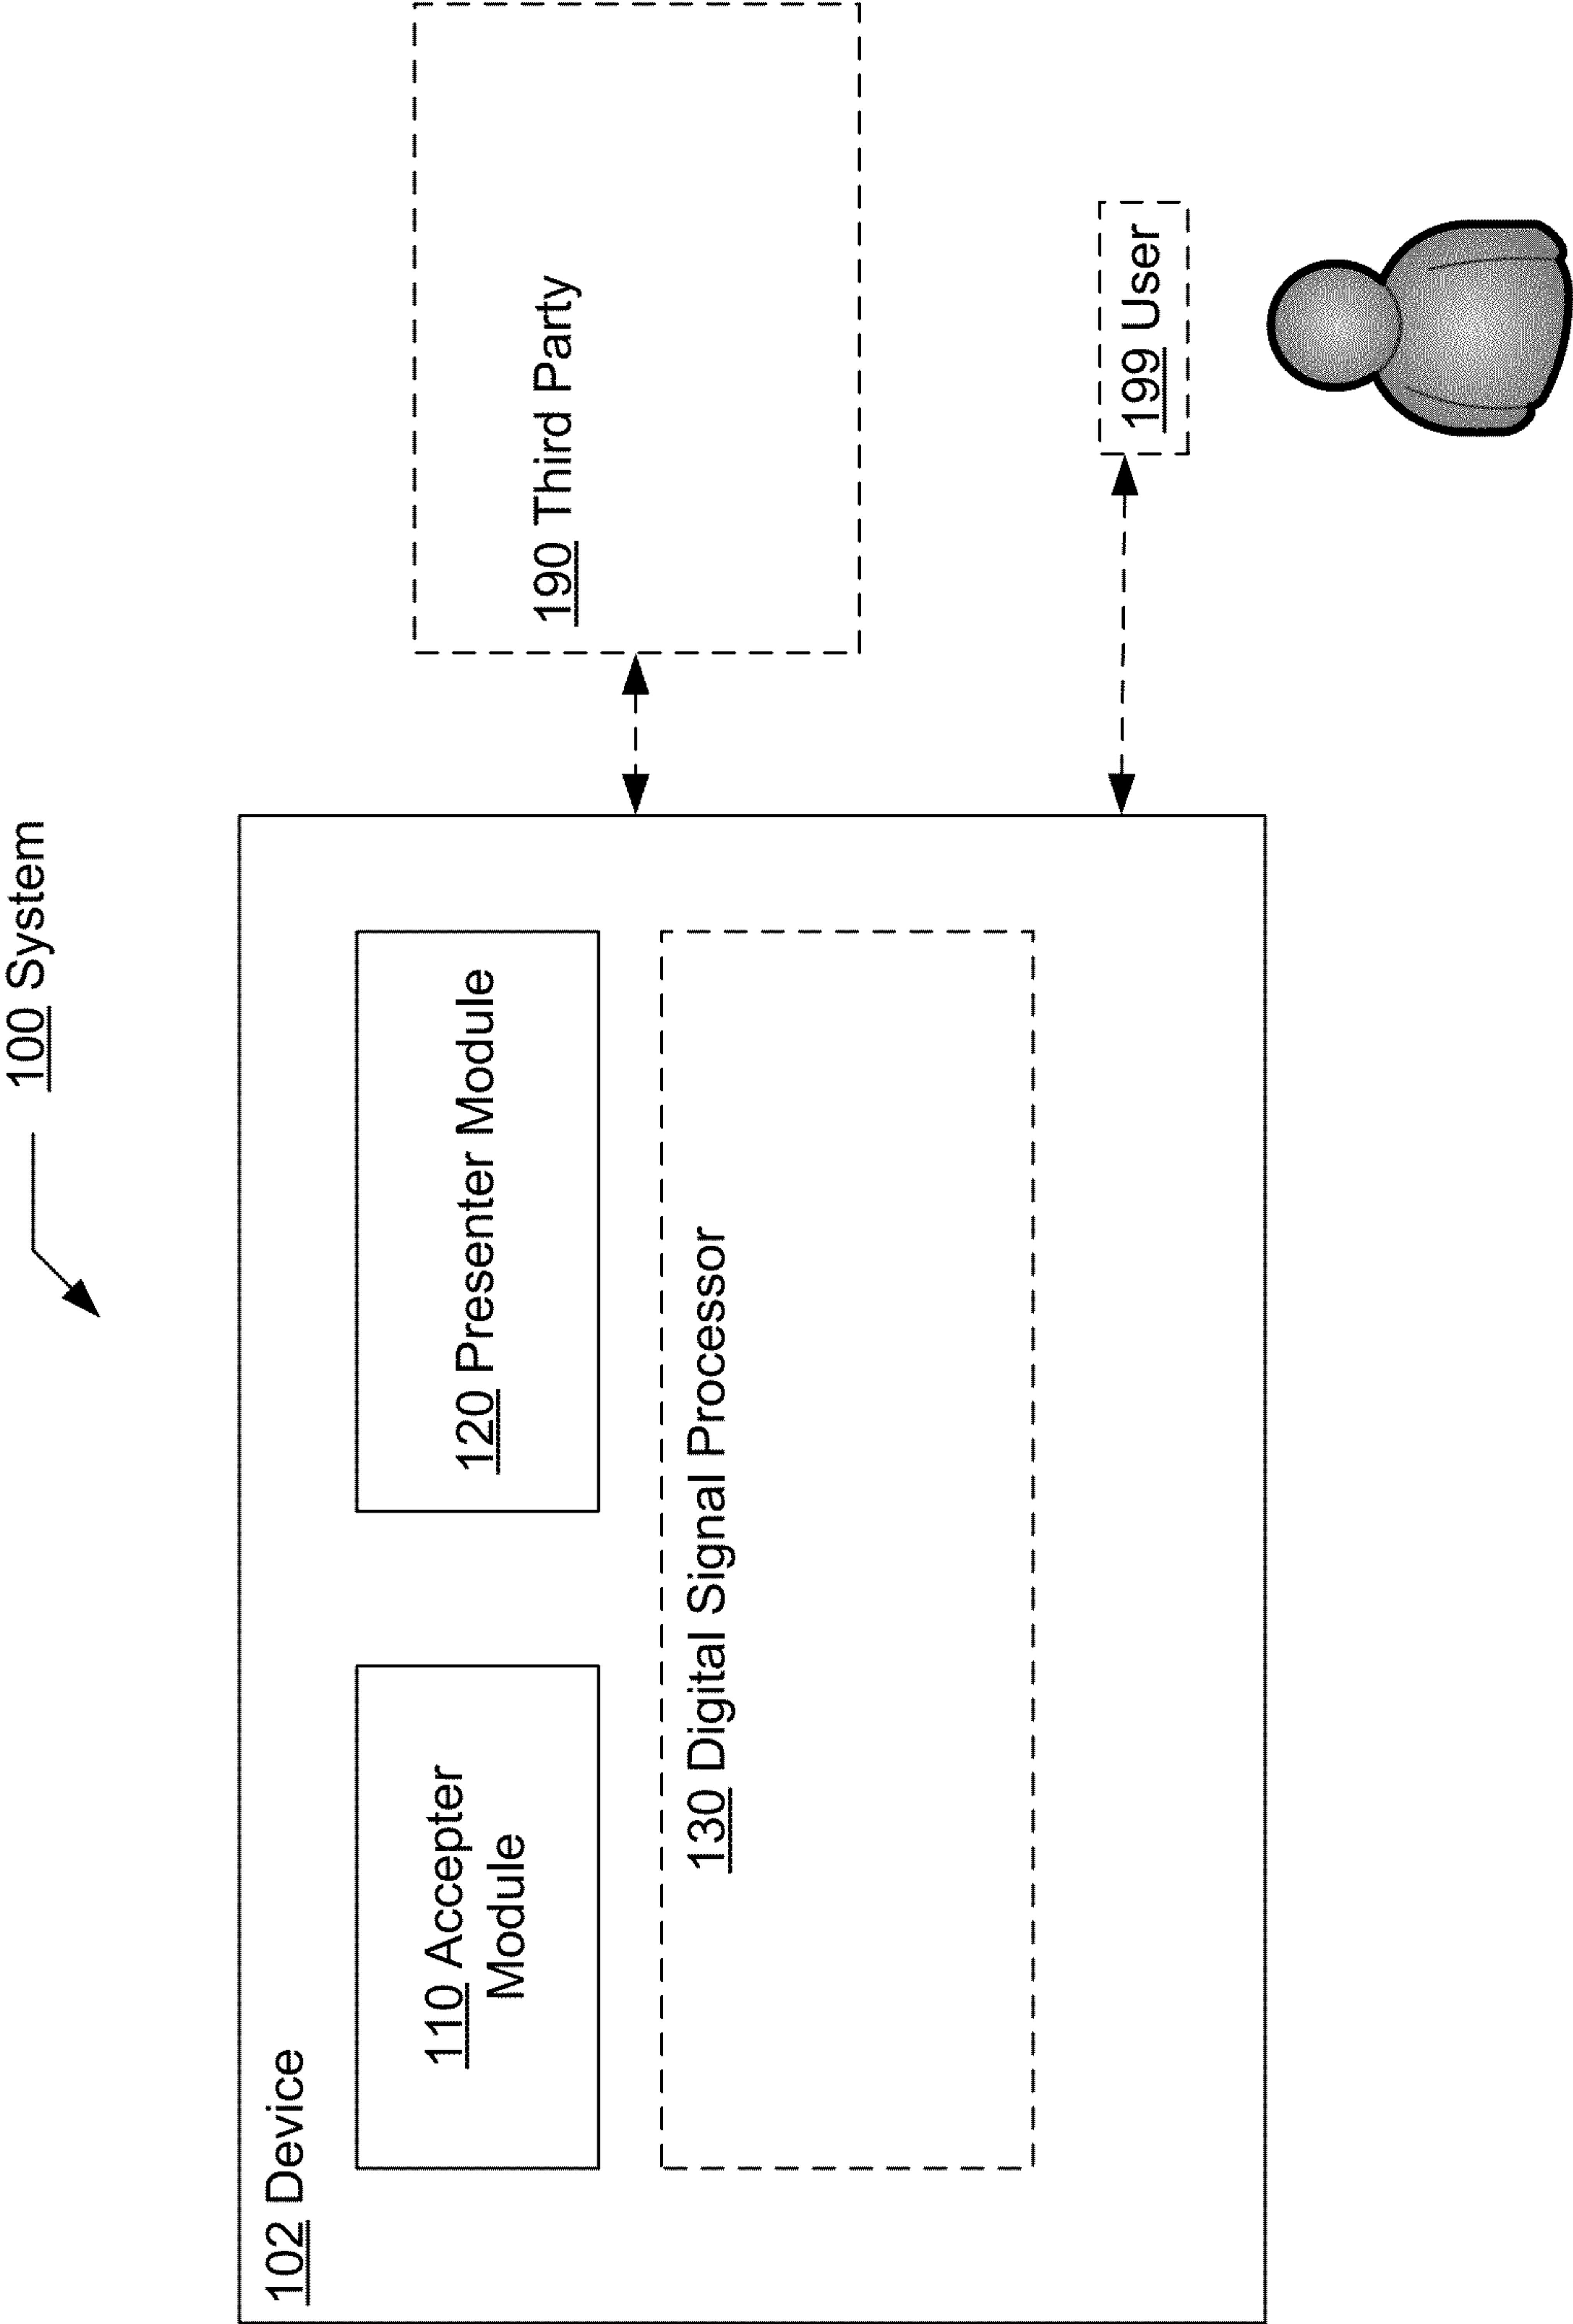 100 System
102 Device
110 Accepter
Module
120 Presenter Module
130 Digital Signal Processor
190 Third Party
199 User